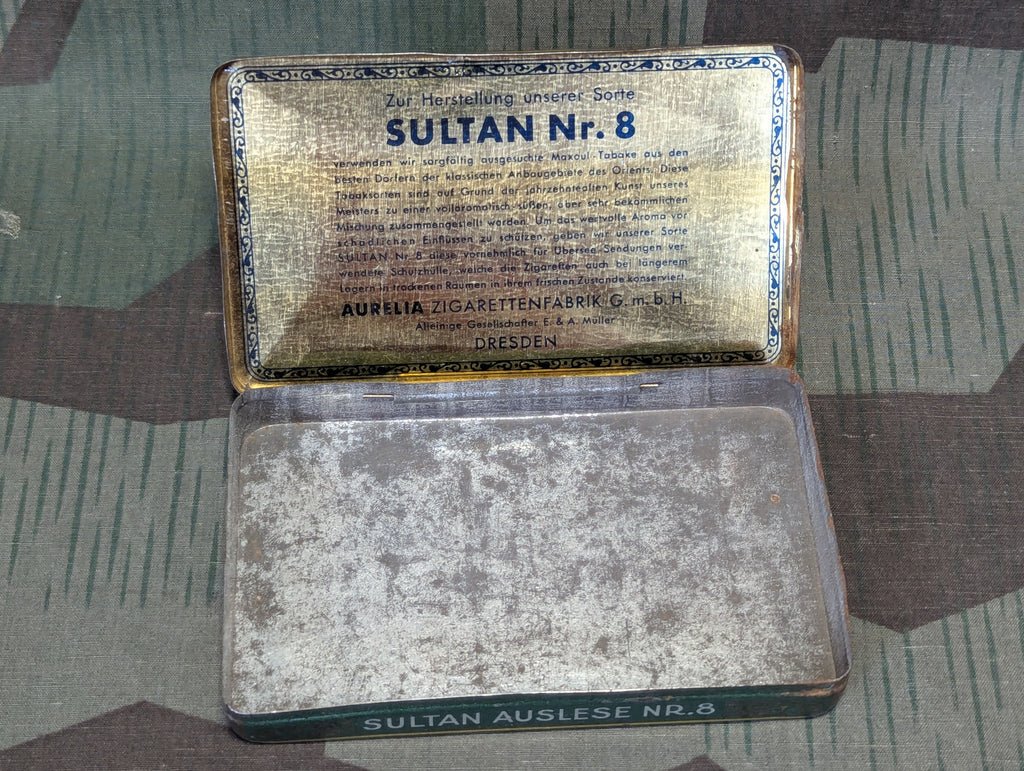 Zur Herstellung unserer Sorte
SULTAN Nr. 8
verwenden wir sorgfältig ausgesuchte Maxoul-Tabake aus den
besten Dörfern der klassischen Anbaugebiete des Orients. Diese
Tabaksorten sind auf Grund der jahrzehntealten Kunst unseres
Meisters zu einer vollaromatisch-süßen, aber sehr bekömmlichen
Mischung zusammengestellt worden. Um das wertvolle Aroma vor
schädlichen Einflüssen zu schützen, geben wir unserer Sorte
SULTAN Nr. 8 diese vornehmlich für Übersee-Sendungen ver-
wendete Schutzhülle, welche die Zigaretten auch bei längerem
Lagern in trockenen Räumen in ihrem frischen Zustande konserviert.
AURELIA ZIGARETTENFABRIK G. m. b. H.
Alleinige Gesellschafter E. & A. Müller
DRESDEN
SULTAN AUSLESE NR. 8